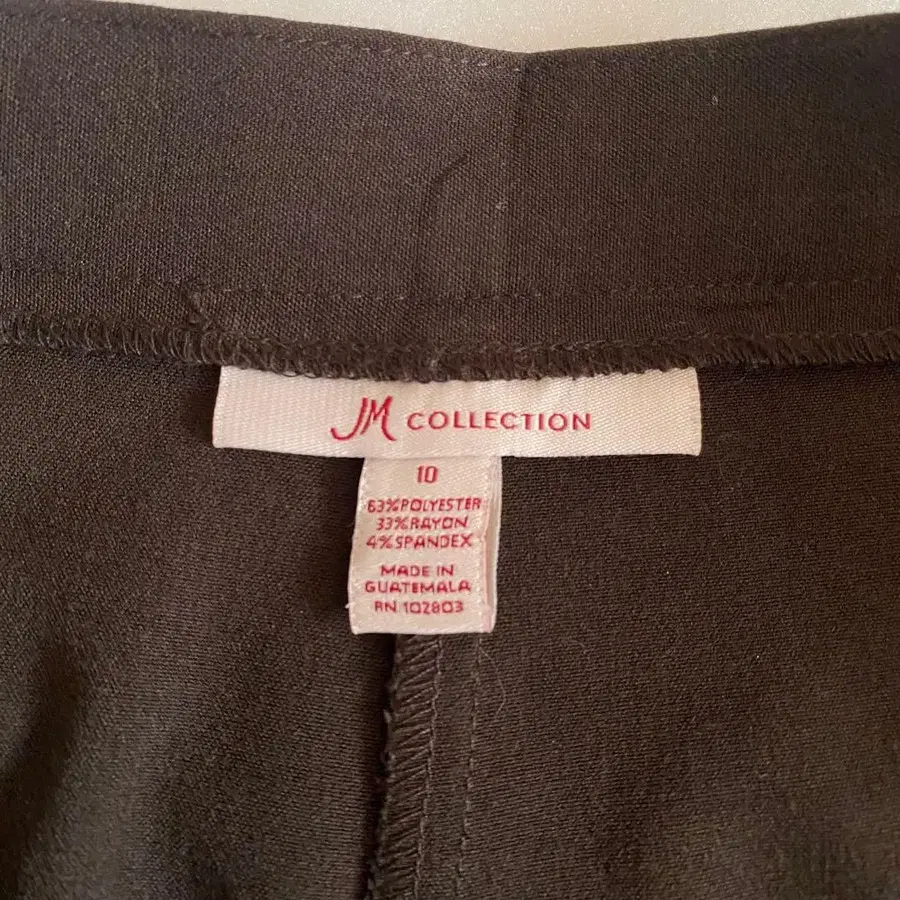 JM COLLECTION
10
63%POLYESTER
33%RAYON
4%SPANDEX
MADE IN
GUATEMALA
RN 102803